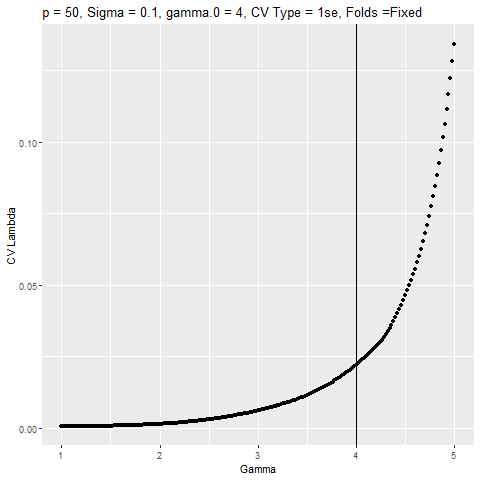 p = 50, Sigma = 0.1, gamma.0 = 4, CV Type = 1se, Folds =Fixed
CV Lambda
0.10
0.05
0.00
1 2 3 4 5
Gamma